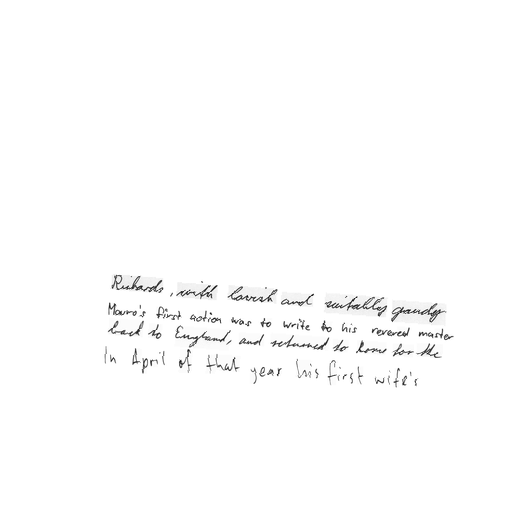 Richards, with lavish and suitably gaudy
Mauro's first action was to write to his revered master
back to England, and returned to Rome for the
In April of that year his first wife's